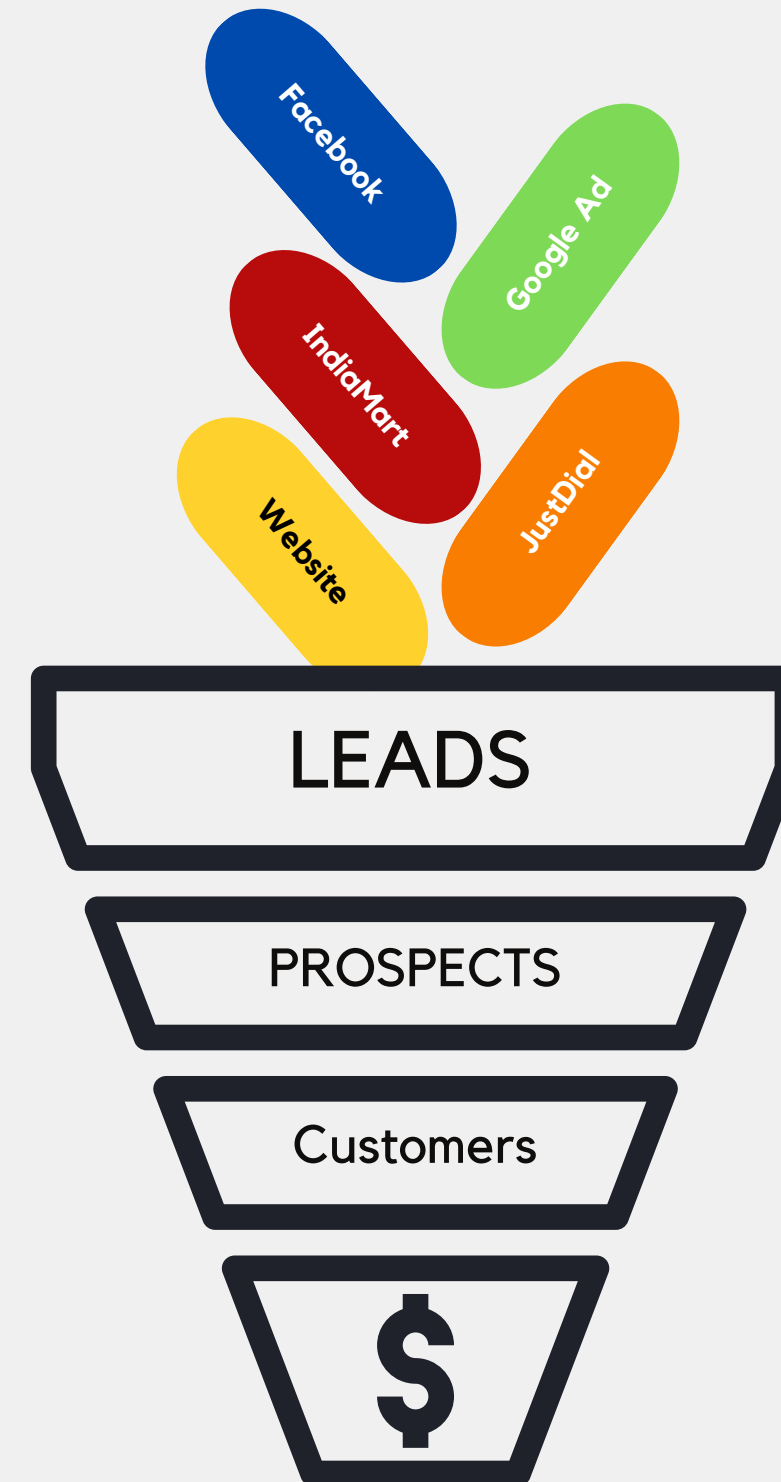 Facebook
Google Ad
IndiaMart
JustDial
Website
LEADS
PROSPECTS
Customers
$